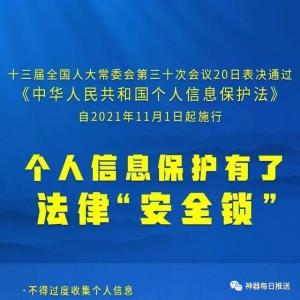 十三届全国人大常委会第三十次会议20日表决通过
《中华人民共和国个人信息保护法》
自2021年11月1日起施行
个人信息保护有了
法律“安全锁”
·不得过度收集个人信息
神器每日推送